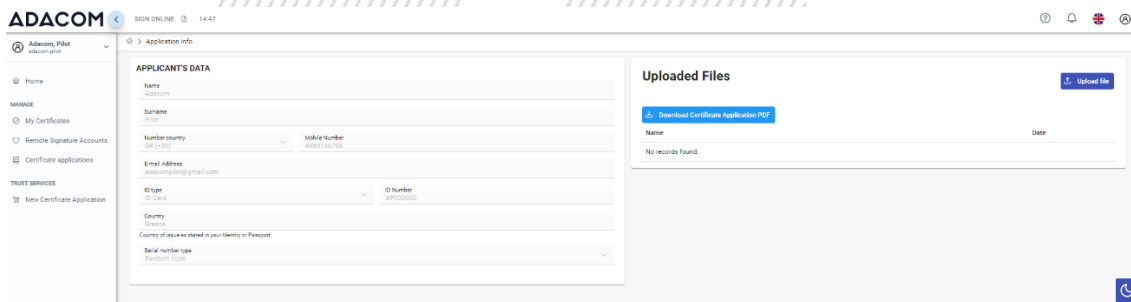 ADACOM
SIGN ONLINE 14:47
Adacom, Pilot
adacom.pilot
Application Info
Home
MANAGE
My Certificates
Remote Signature Accounts
Certificate applications
TRUST SERVICES
New Certificate Application
APPLICANT'S DATA
Name
Adacom
Surname
Pilot
Number country
GR (+30)
Mobile Number
6980136705
E-mail Address
adacompilot@gmail.com
ID type
ID Card
ID Number
AP000000
Country
Greece
Country of issue as stated in your Identity or Passport
Serial number type
Random code
Uploaded Files
Upload file
Download Certificate Application PDF
Name Date
No records found.